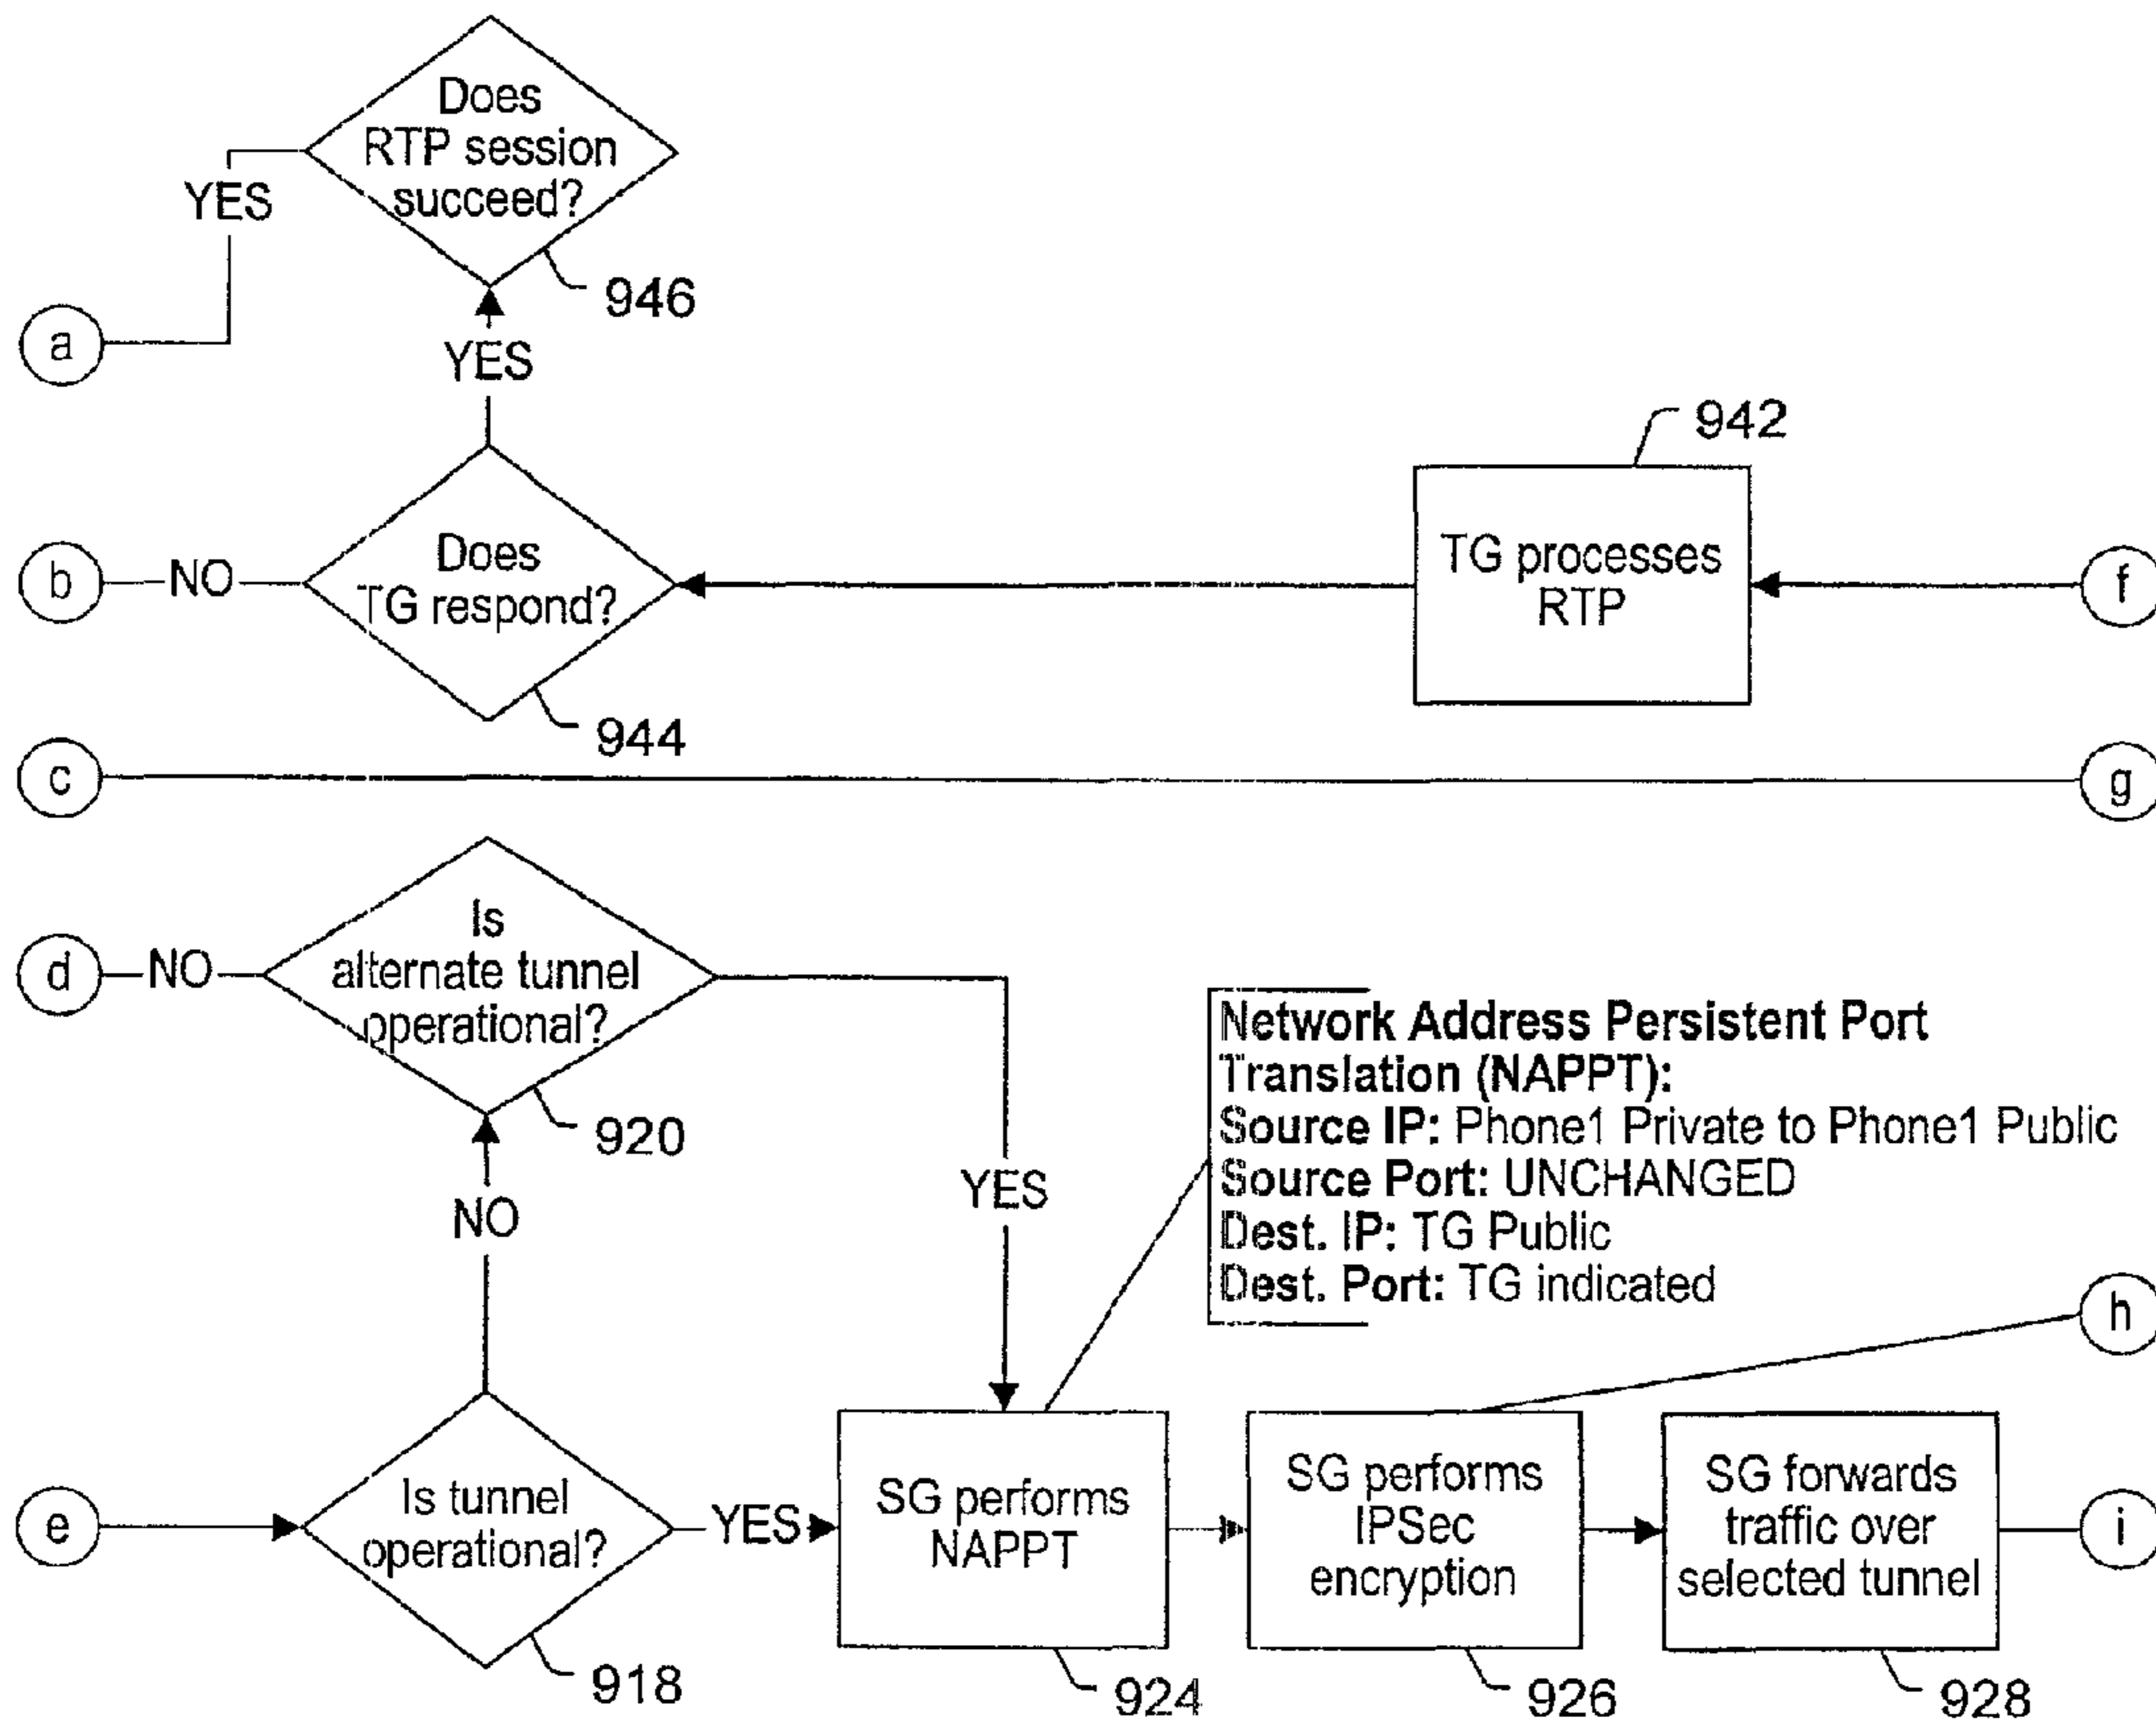 Does
RTP session
succeed?
YES
946
a
YES
942
b
NO
Does
TG respond?
TG processes
RTP
f
944
c
g
Is
alternate tunnel
operational?
d
NO
920
YES
Network Address Persistent Port
Translation (NAPPT):
Source IP: Phone1 Private to Phone1 Public
Source Port: UNCHANGED
Dest. IP: TG Public
Dest. Port: TG indicated
NO
h
e
Is tunnel
operational?
YES
SG performs
NAPPT
SG performs
IPSec
encryption
SG forwards
traffic over
selected tunnel
i
918
924
926
928